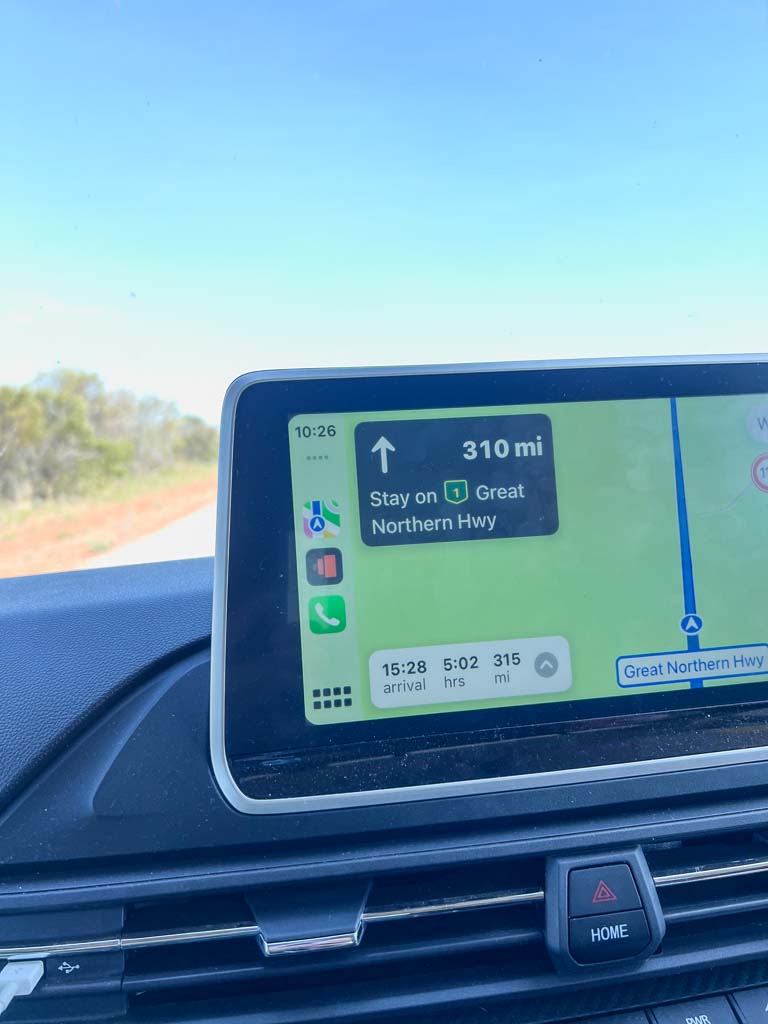 10:26
310 mi
Stay on 1 Great
Northern Hwy
15:28 5:02 315
arrival hrs mi
Great Northern Hwy
W
HOME
PWR